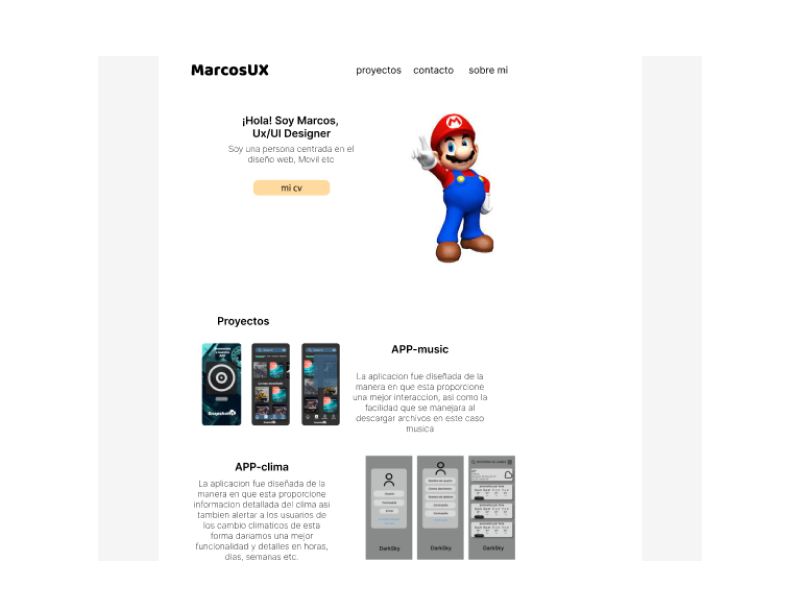 MarcosUX
proyectos contacto sobre mi
¡Hola! Soy Marcos,
Ux/UI Designer
Soy una persona centrada en el
diseño web, Movil etc
mi cv
Proyectos
APP-music
La aplicacion fue diseñada de la
manera en que esta proporcione
una mejor interaccion, asi como la
facilidad que se manejara al
descargar archivos en este caso
musica
APP-clima
La aplicacion fue diseñada de la
manera en que esta proporcione
informacion detallada del clima asi
tambien alertar a los usuarios de
los cambio climaticos de esta
forma dariamos una mejor
funcionalidad y detalles en horas,
dias, semanas etc.
DarkSky
DarkSky
DarkSky